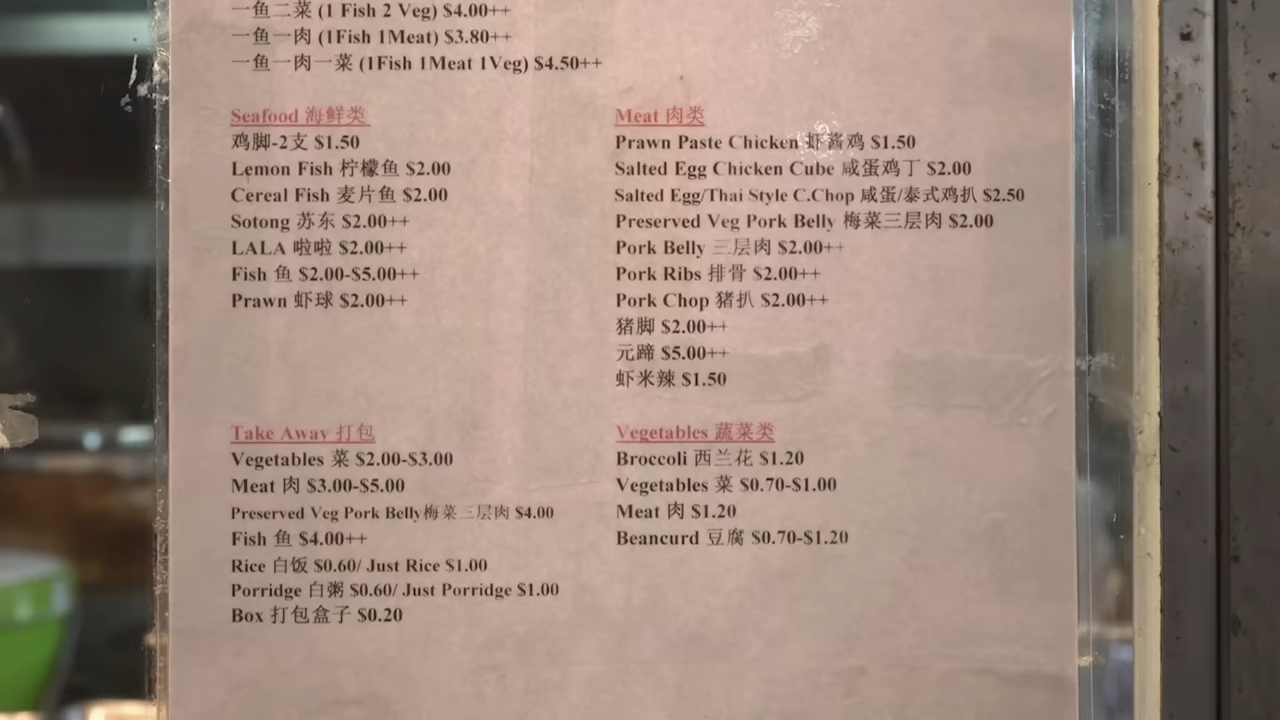 一鱼二菜 (1 Fish 2 Veg) $4.00++
一鱼一肉 (1Fish 1Meat) $3.80++
一鱼一肉一菜 (1Fish 1Meat 1Veg) $4.50++
Seafood 海鲜类
鸡脚-2支 $1.50
Lemon Fish 柠檬鱼 $2.00
Cereal Fish 麦片鱼 $2.00
Sotong 苏东 $2.00++
LALA 啦啦 $2.00++
Fish 鱼 $2.00-$5.00++
Prawn 虾球 $2.00++
Meat 肉类
Prawn Paste Chicken 虾酱鸡 $1.50
Salted Egg Chicken Cube 咸蛋鸡丁 $2.00
Salted Egg/Thai Style C.Chop 咸蛋/泰式鸡扒 $2.50
Preserved Veg Pork Belly 梅菜三层肉 $2.00
Pork Belly 三层肉 $2.00++
Pork Ribs 排骨 $2.00++
Pork Chop 猪扒 $2.00++
猪脚 $2.00++
元蹄 $5.00++
虾米辣 $1.50
Take Away 打包
Vegetables 菜 $2.00-$3.00
Meat 肉 $3.00-$5.00
Preserved Veg Pork Belly梅菜三层肉 $4.00
Fish 鱼 $4.00++
Rice 白饭 $0.60/ Just Rice $1.00
Porridge 白粥 $0.60/ Just Porridge $1.00
Box 打包盒子 $0.20
Vegetables 蔬菜类
Broccoli 西兰花 $1.20
Vegetables 菜 $0.70-$1.00
Meat 肉 $1.20
Beancurd 豆腐 $0.70-$1.20